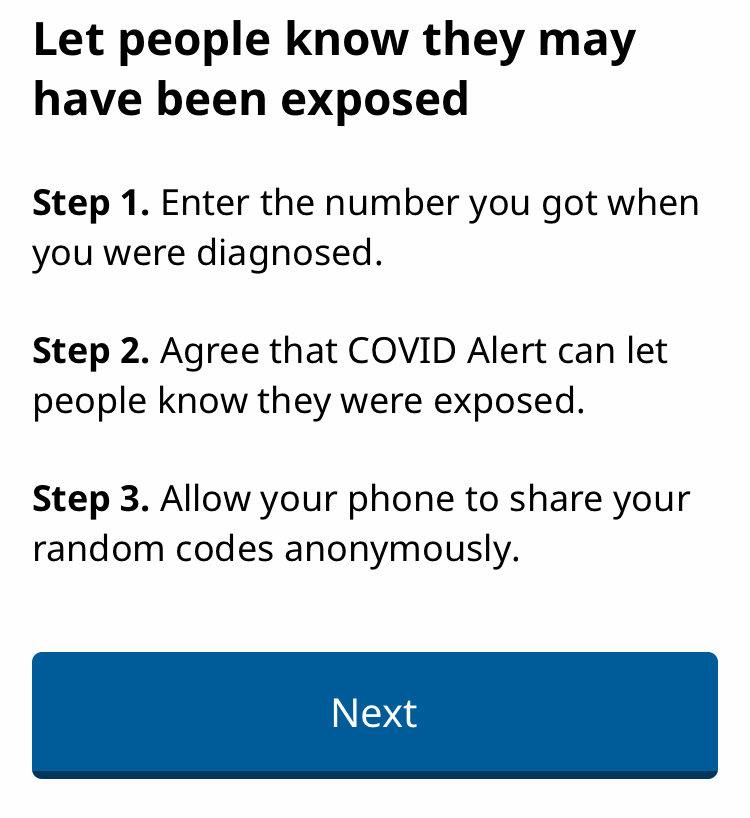 Let people know they may
have been exposed
Step 1. Enter the number you got when
you were diagnosed.
Step 2. Agree that COVID Alert can let
people know they were exposed.
Step 3. Allow your phone to share your
random codes anonymously.
Next